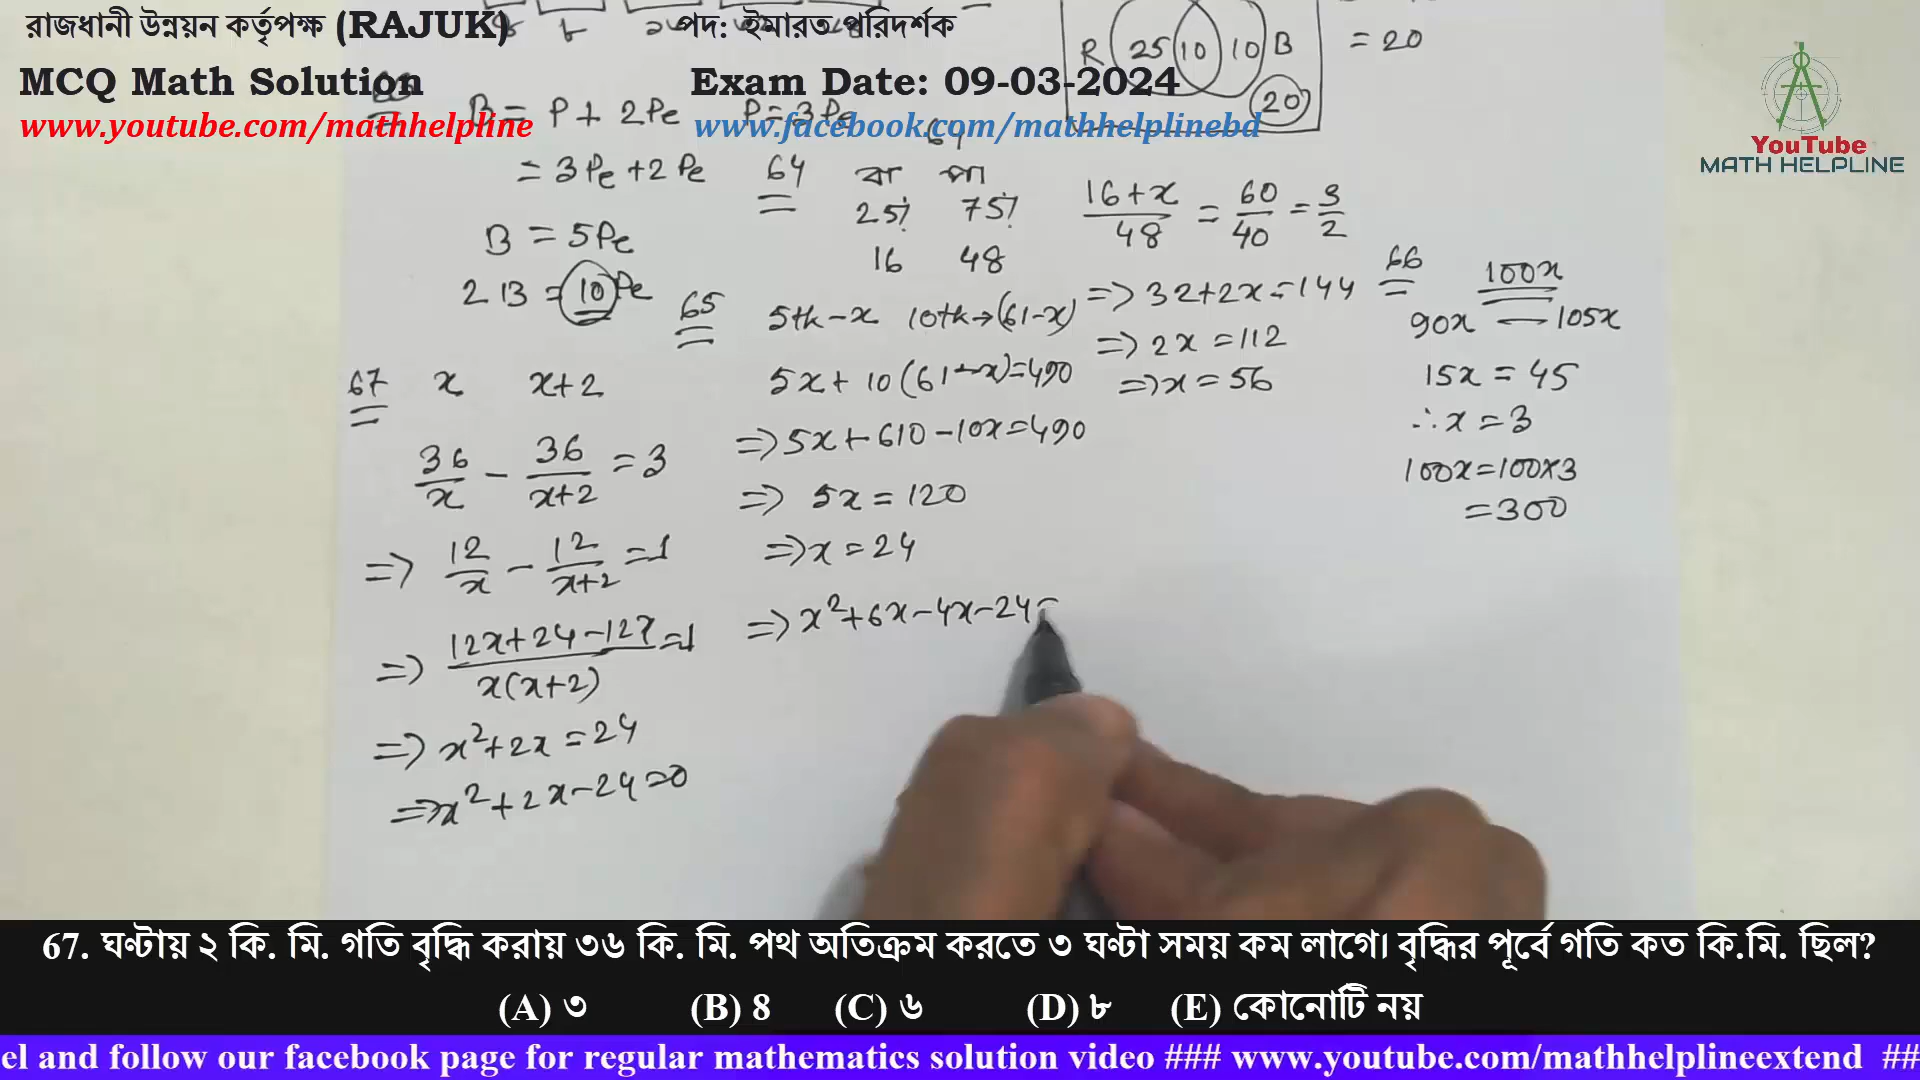 রাজধানী উন্নয়ন কর্তৃপক্ষ (RAJUK)
পদ: ইমারত পরিদর্শক
MCQ Math Solution
Exam Date: 09-03-2024
www.youtube.com/mathhelpline
www.facebook.com/mathhelplinebd
YouTube
MATH HELPLINE
R 25 10 10 B
20
= 20
B = P + 2Pe P = 3Pe
= 3Pe + 2Pe
B = 5Pe
2B = 10Pe
64
বা পা
25% 75%
16 48
(16+x)/48 = 60/40 = 3/2
=> 32+2x = 144
=> 2x = 112
=> x = 56
65
5tk - x 10tk → (61-x)
5x + 10(61-x) = 490
=> 5x + 610 - 10x = 490
=> 5x = 120
=> x = 24
66
100x
90x — 105x
15x = 45
∴ x = 3
100x = 100×3
= 300
67
x x+2
36/x - 36/(x+2) = 3
=> 12/x - 12/(x+2) = 1
=> (12x+24-12x)/(x(x+2)) = 1
=> x²+2x = 24
=> x²+2x-24=0
=> x²+6x-4x-24=
67. ঘণ্টায় ২ কি. মি. গতি বৃদ্ধি করায় ৩৬ কি. মি. পথ অতিক্রম করতে ৩ ঘণ্টা সময় কম লাগে। বৃদ্ধির পূর্বে গতি কত কি.মি. ছিল?
(A) ৩ (B) 8 (C) ৬ (D) ৮ (E) কোনোটি নয়
el and follow our facebook page for regular mathematics solution video ### www.youtube.com/mathhelplineextend ##